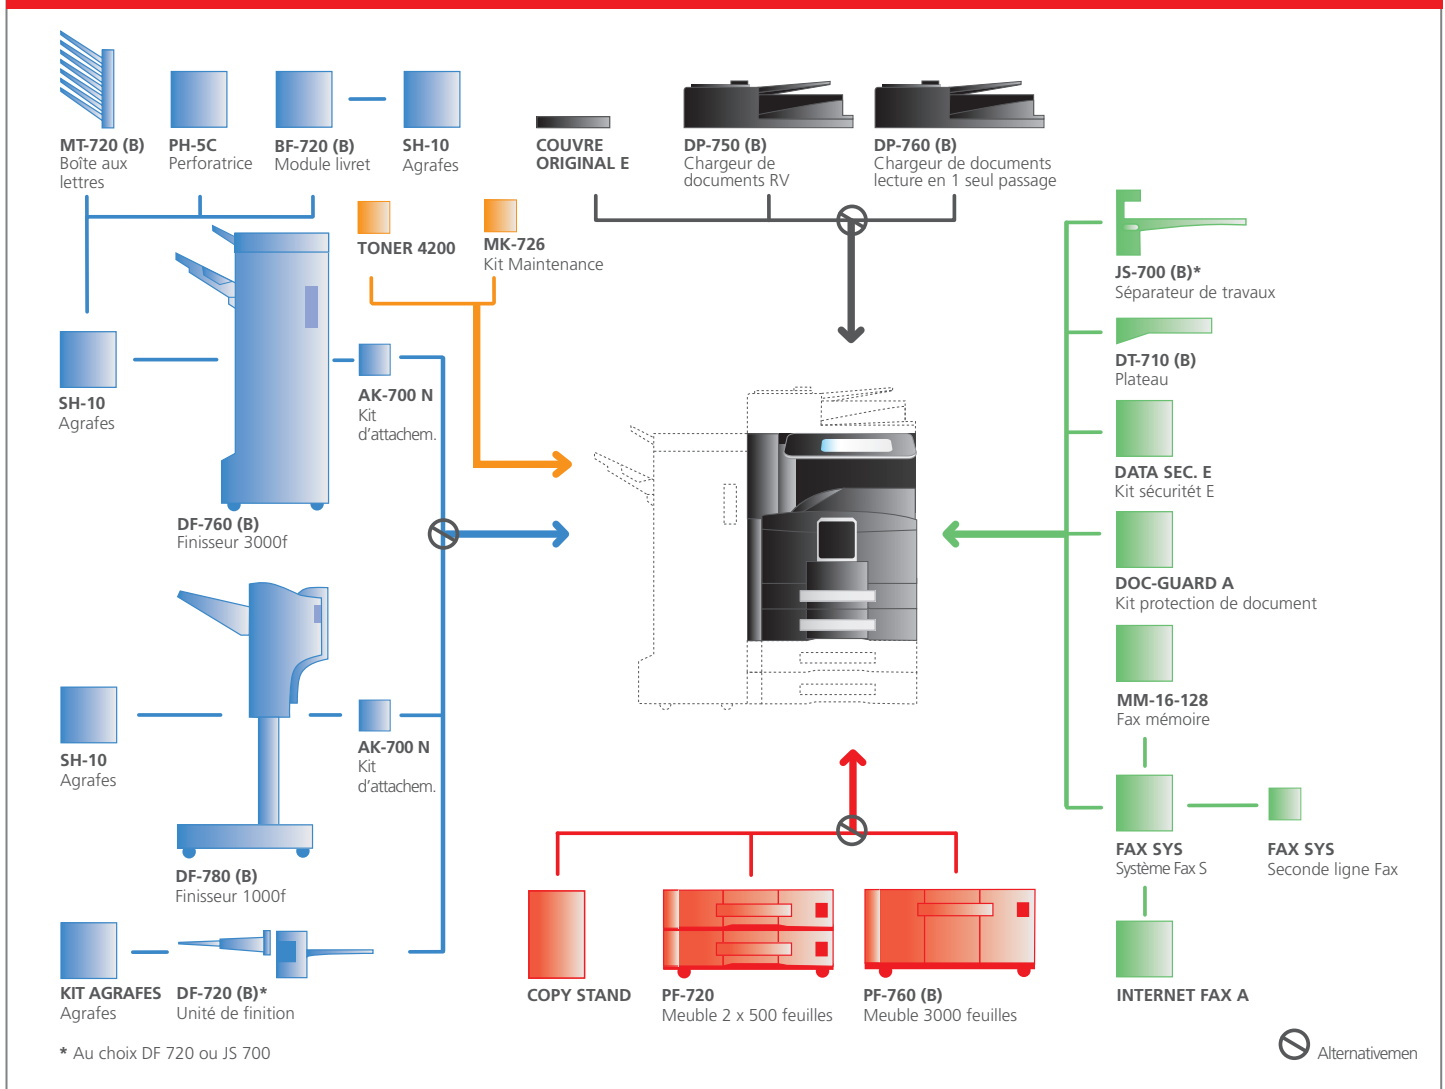 MT-720 (B)
Boîte aux
lettres
PH-5C
Perforatrice
BF-720 (B)
Module livret
SH-10
Agrafes
COUVRE
ORIGINAL E
DP-750 (B)
Chargeur de
documents RV
DP-760 (B)
Chargeur de documents
lecture en 1 seul passage
TONER 4200
MK-726
Kit Maintenance
JS-700 (B)*
Séparateur de travaux
DT-710 (B)
Plateau
SH-10
Agrafes
AK-700 N
Kit
d'attachem.
DATA SEC. E
Kit sécuritét E
DF-760 (B)
Finisseur 3000f
DOC-GUARD A
Kit protection de document
MM-16-128
Fax mémoire
SH-10
Agrafes
AK-700 N
Kit
d'attachem.
DF-780 (B)
Finisseur 1000f
FAX SYS
Système Fax S
FAX SYS
Seconde ligne Fax
KIT AGRAFES
Agrafes
DF-720 (B)*
Unité de finition
COPY STAND
PF-720
Meuble 2 x 500 feuilles
PF-760 (B)
Meuble 3000 feuilles
INTERNET FAX A
* Au choix DF 720 ou JS 700
Alternativemen